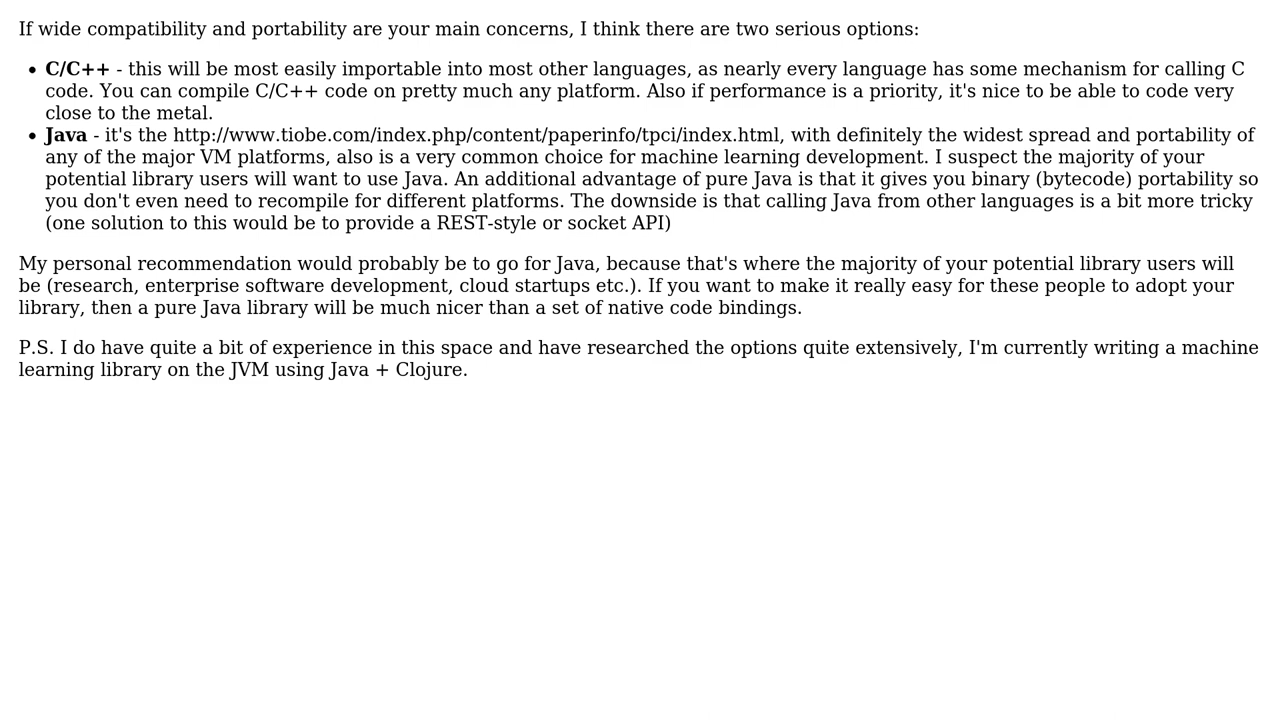 If wide compatibility and portability are your main concerns, I think there are two serious options:
• C/C++ - this will be most easily importable into most other languages, as nearly every language has some mechanism for calling C
code. You can compile C/C++ code on pretty much any platform. Also if performance is a priority, it's nice to be able to code very
close to the metal.
• Java - it's the http://www.tiobe.com/index.php/content/paperinfo/tpci/index.html, with definitely the widest spread and portability of
any of the major VM platforms, also is a very common choice for machine learning development. I suspect the majority of your
potential library users will want to use Java. An additional advantage of pure Java is that it gives you binary (bytecode) portability so
you don't even need to recompile for different platforms. The downside is that calling Java from other languages is a bit more tricky
(one solution to this would be to provide a REST-style or socket API)
My personal recommendation would probably be to go for Java, because that's where the majority of your potential library users will
be (research, enterprise software development, cloud startups etc.). If you want to make it really easy for these people to adopt your
library, then a pure Java library will be much nicer than a set of native code bindings.
P.S. I do have quite a bit of experience in this space and have researched the options quite extensively, I'm currently writing a machine
learning library on the JVM using Java + Clojure.